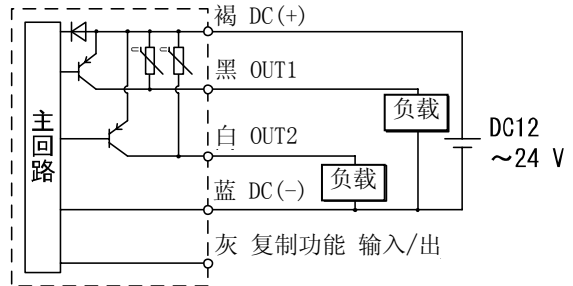 褐 DC(+)
黑 OUT1
负载
主回路
DC12
～24 V
白 OUT2
负载
蓝 DC(-)
灰 复制功能 输入/出